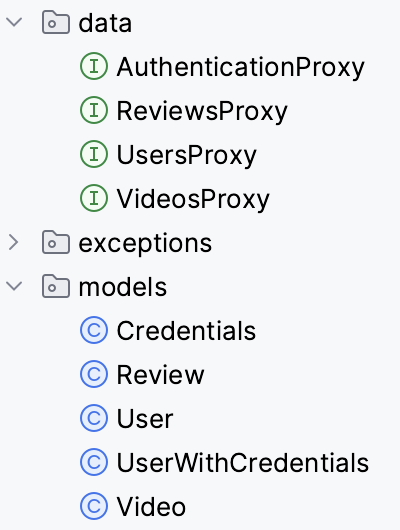 data
I AuthenticationProxy
I ReviewsProxy
I UsersProxy
I VideosProxy
exceptions
models
C Credentials
C Review
C User
C UserWithCredentials
C Video